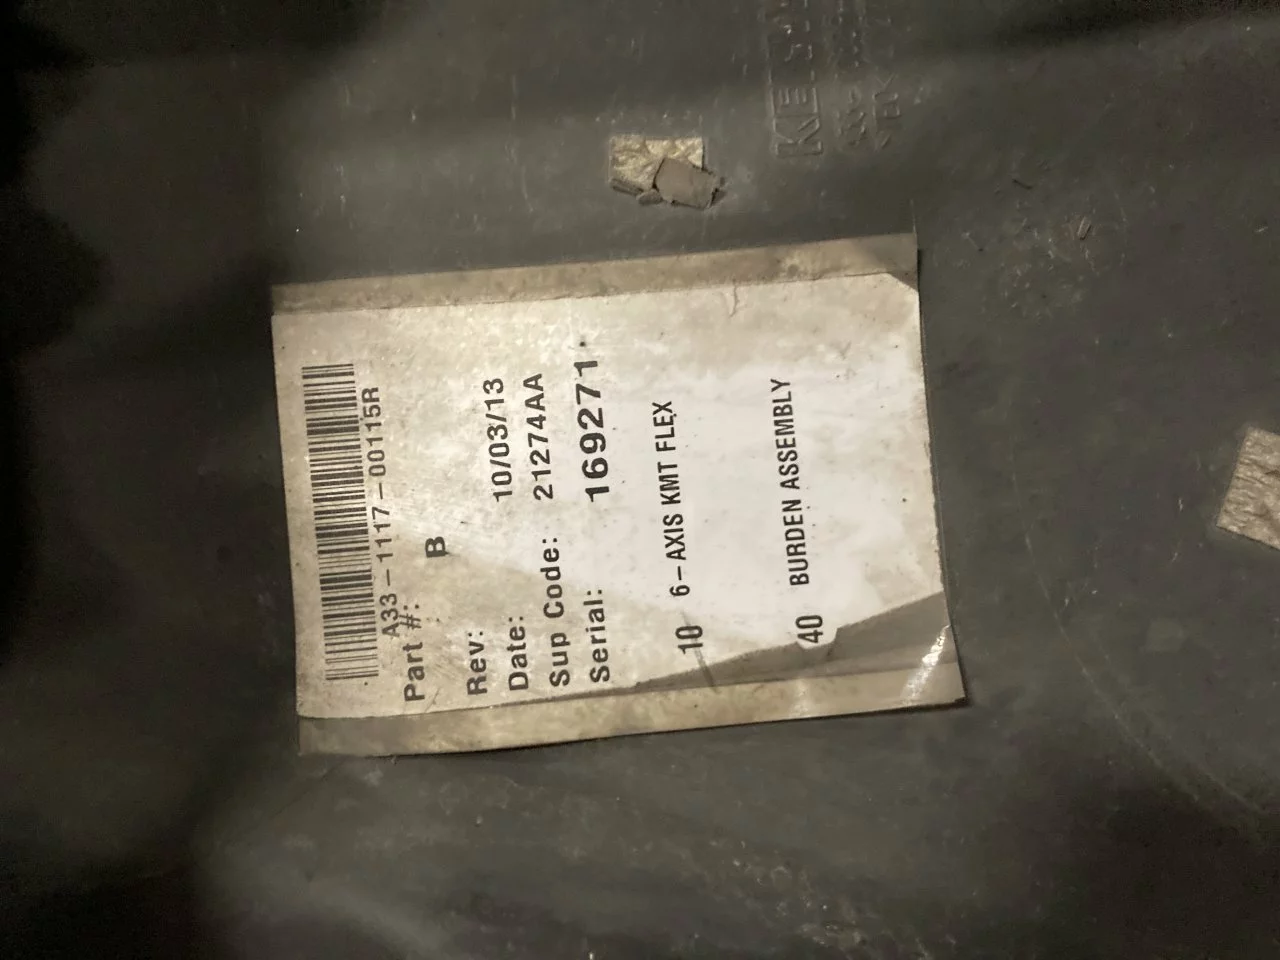 A33-1117-00115R
Part #:
Rev: B
Date: 10/03/13
Sup Code: 21274AA
Serial: 169271
10 6-AXIS KMT FLEX
40 BURDEN ASSEMBLY